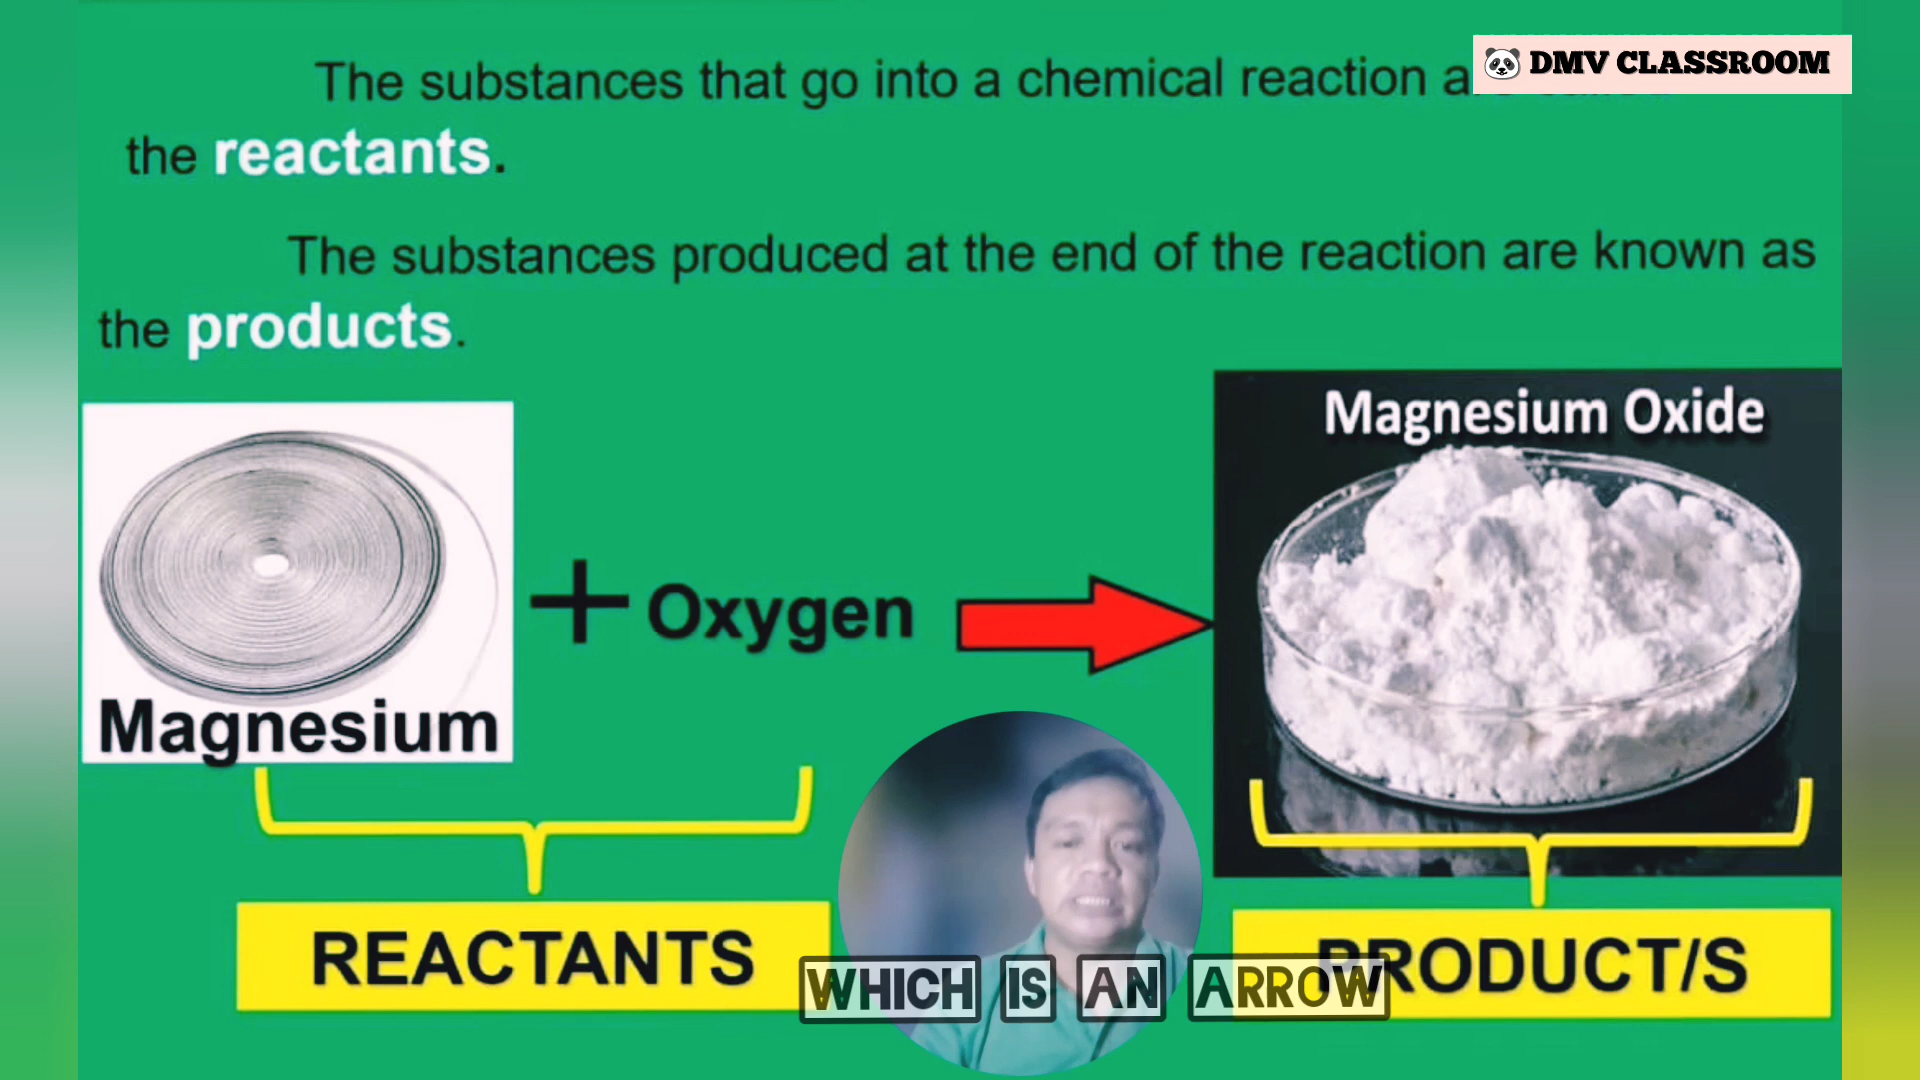 The substances that go into a chemical reaction
DMV CLASSROOM
the reactants.
The substances produced at the end of the reaction are known as
the products.
Magnesium Oxide
+ Oxygen
Magnesium
REACTANTS
PRODUCT/S
WHICH IS AN ARROW